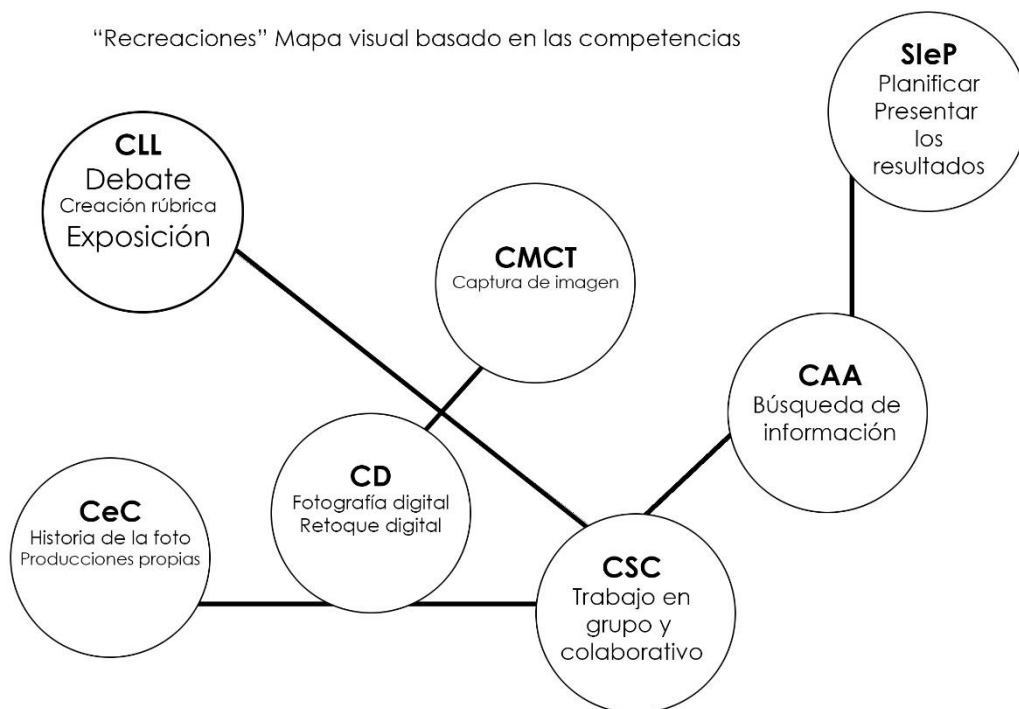 “Recreaciones” Mapa visual basado en las competencias
SIeP
Planificar
Presentar
los
resultados
CLL
Debate
Creación rúbrica
Exposición
CMCT
Captura de imagen
CAA
Búsqueda de
información
CD
Fotografía digital
Retoque digital
CeC
Historia de la foto
Producciones propias
CSC
Trabajo en
grupo y
colaborativo